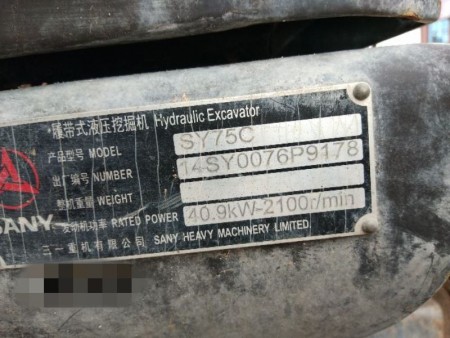 履带式液压挖掘机 Hydraulic Excavator
产品型号 MODEL SY75C
出厂编号 NUMBER 14SY0076P9178
整机重量 WEIGHT
发动机功率 RATED POWER 40.9kW-2100r/min
SANY
三一重机有限公司 SANY HEAVY MACHINERY LIMITED